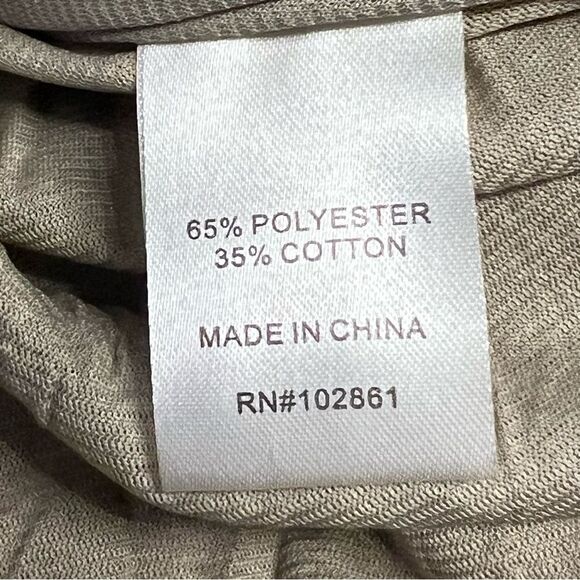 65% POLYESTER
35% COTTON
MADE IN CHINA
RN#102861